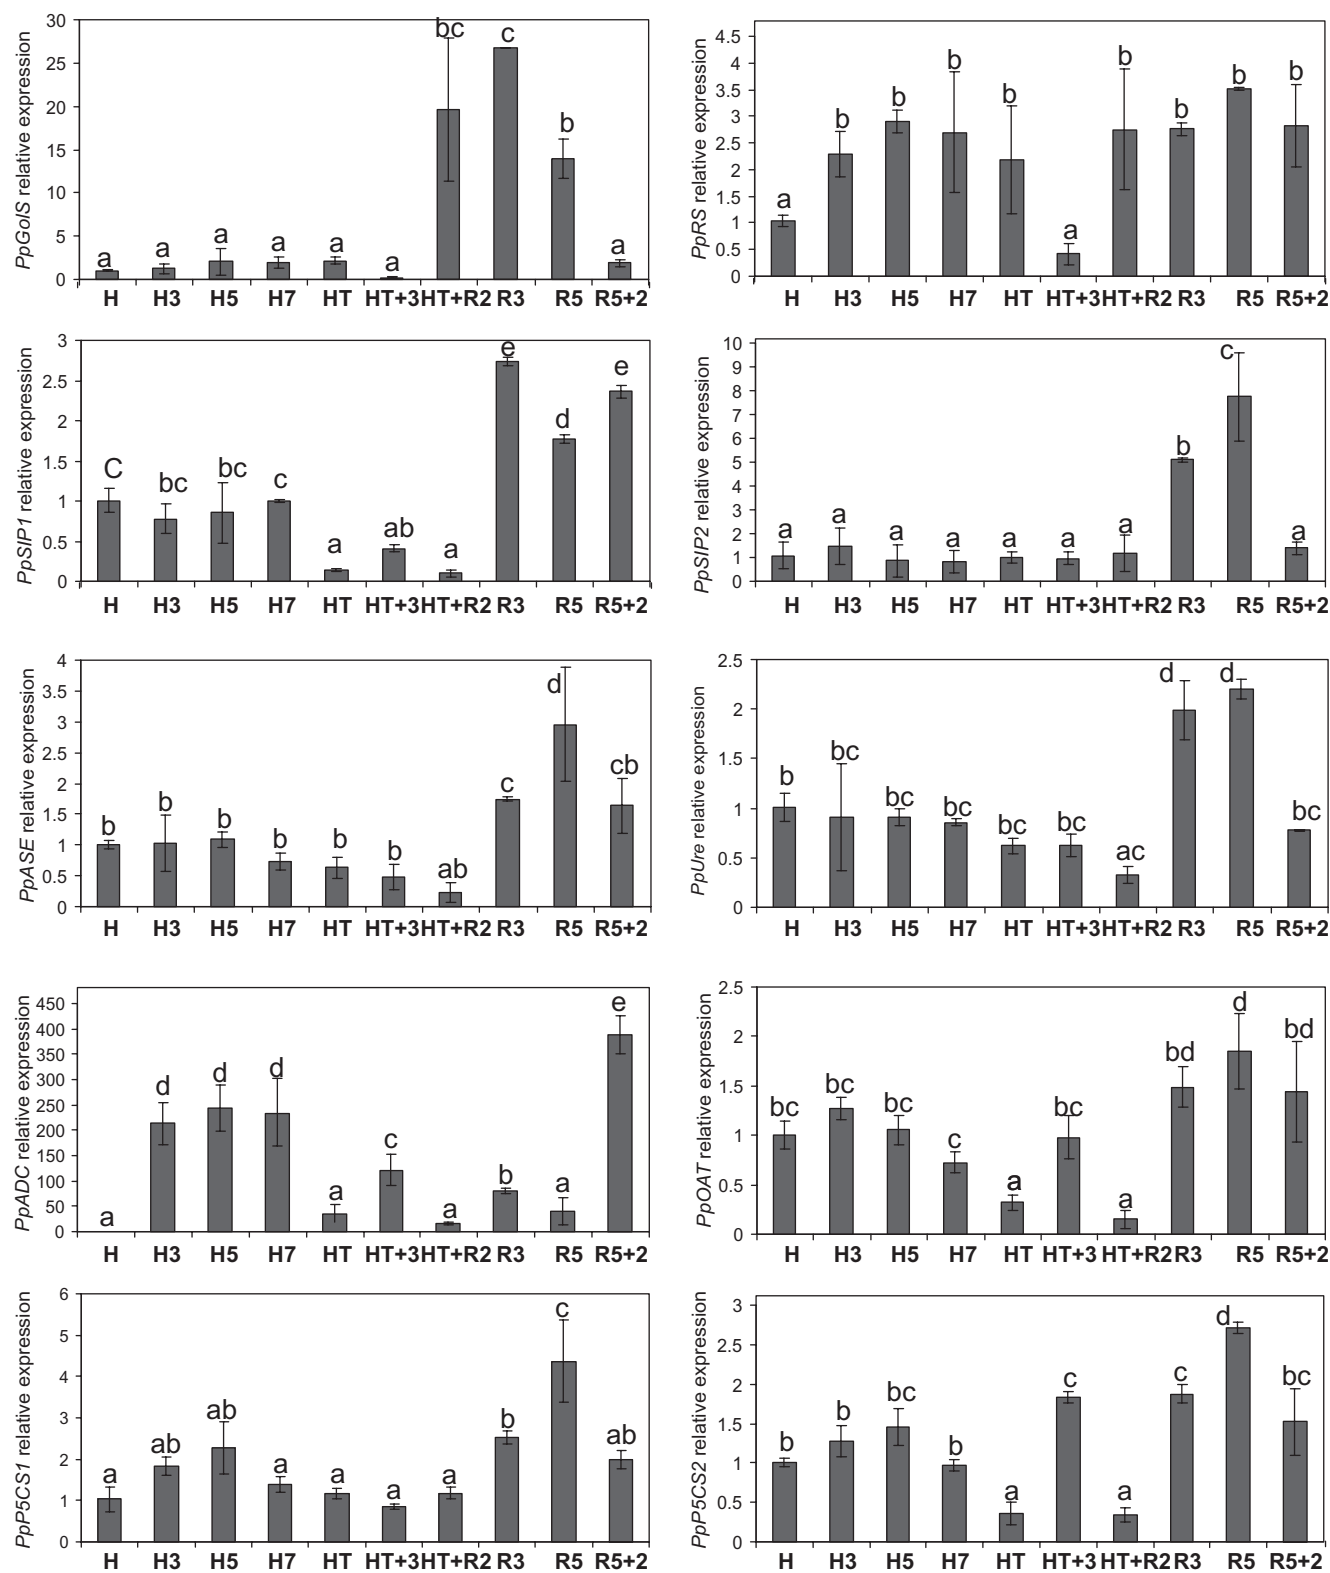 PpGolS relative expression
30
25
20
15
10
5
0
a a a a a a bc c b a
H H3 H5 H7 HT HT+3 HT+R2 R3 R5 R5+2
PpRS relative expression
4.5
4
3.5
3
2.5
2
1.5
1
0.5
0
a b b b b a b b b b
H H3 H5 H7 HT HT+3 HT+R2 R3 R5 R5+2
PpSIP1 relative expression
3
2.5
2
1.5
1
0.5
0
C bc bc c a ab a e d e
H H3 H5 H7 HT HT+3 HT+R2 R3 R5 R5+2
PpSIP2 relative expression
10
9
8
7
6
5
4
3
2
1
0
a a a a a a a b c a
H H3 H5 H7 HT HT+3 HT+R2 R3 R5 R5+2
PpASE relative expression
4
3.5
3
2.5
2
1.5
1
0.5
0
b b b b b b ab c d cb
H H3 H5 H7 HT HT+3 HT+R2 R3 R5 R5+2
PpUre relative expression
2.5
2
1.5
1
0.5
0
b bc bc bc bc bc ac d d bc
H H3 H5 H7 HT HT+3 HT+R2 R3 R5 R5+2
PpADC relative expression
450
400
350
300
250
200
150
100
50
0
a d d d a c a b a e
H H3 H5 H7 HT HT+3 HT+R2 R3 R5 R5+2
PpOAT relative expression
2.5
2
1.5
1
0.5
0
bc bc bc c a bc a bd d bd
H H3 H5 H7 HT HT+3 HT+R2 R3 R5 R5+2
PpP5CS1 relative expression
6
5
4
3
2
1
0
a ab ab a a a a b c ab
H H3 H5 H7 HT HT+3 HT+R2 R3 R5 R5+2
PpP5CS2 relative expression
3
2.5
2
1.5
1
0.5
0
b b bc b a c a c d bc
H H3 H5 H7 HT HT+3 HT+R2 R3 R5 R5+2